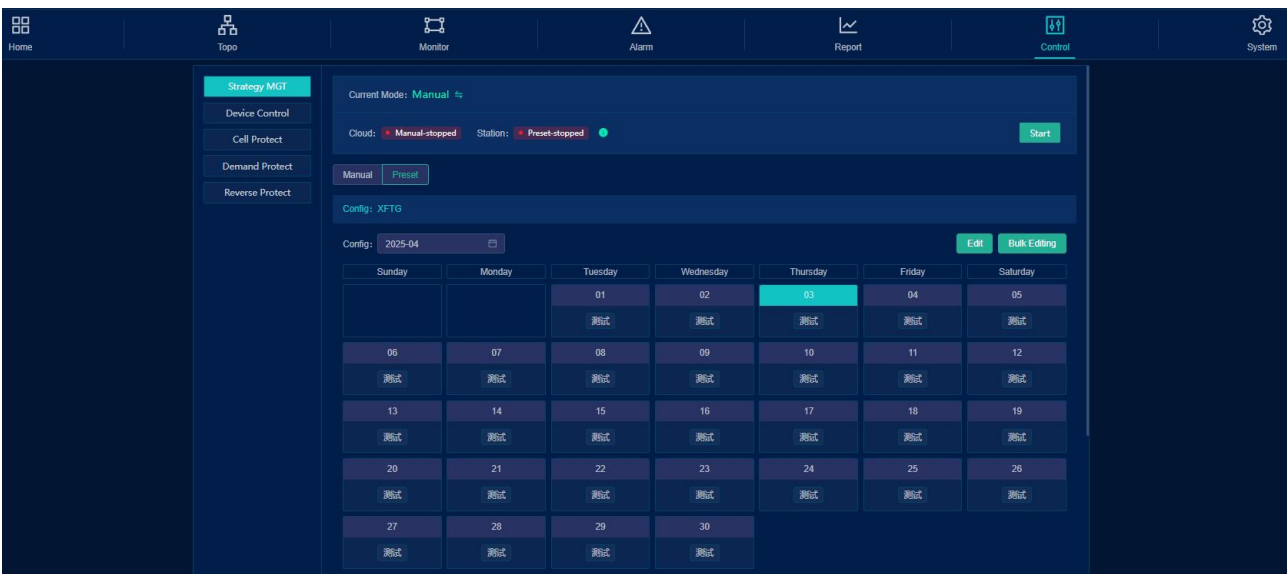 Home Topo Monitor Alarm Report Control System
Strategy MGT
Device Control
Cell Protect
Demand Protect
Reverse Protect
Current Mode: Manual
Cloud: Manual-stopped Station: Preset-stopped Start
Manual Preset
Config: XFTG
Config: 2025-04 Edit Bulk Editing
Sunday Monday Tuesday Wednesday Thursday Friday Saturday
01 02 03 04 05
测试 测试 测试 测试 测试
06 07 08 09 10 11 12
测试 测试 测试 测试 测试 测试 测试
13 14 15 16 17 18 19
测试 测试 测试 测试 测试 测试 测试
20 21 22 23 24 25 26
测试 测试 测试 测试 测试 测试 测试
27 28 29 30
测试 测试 测试 测试